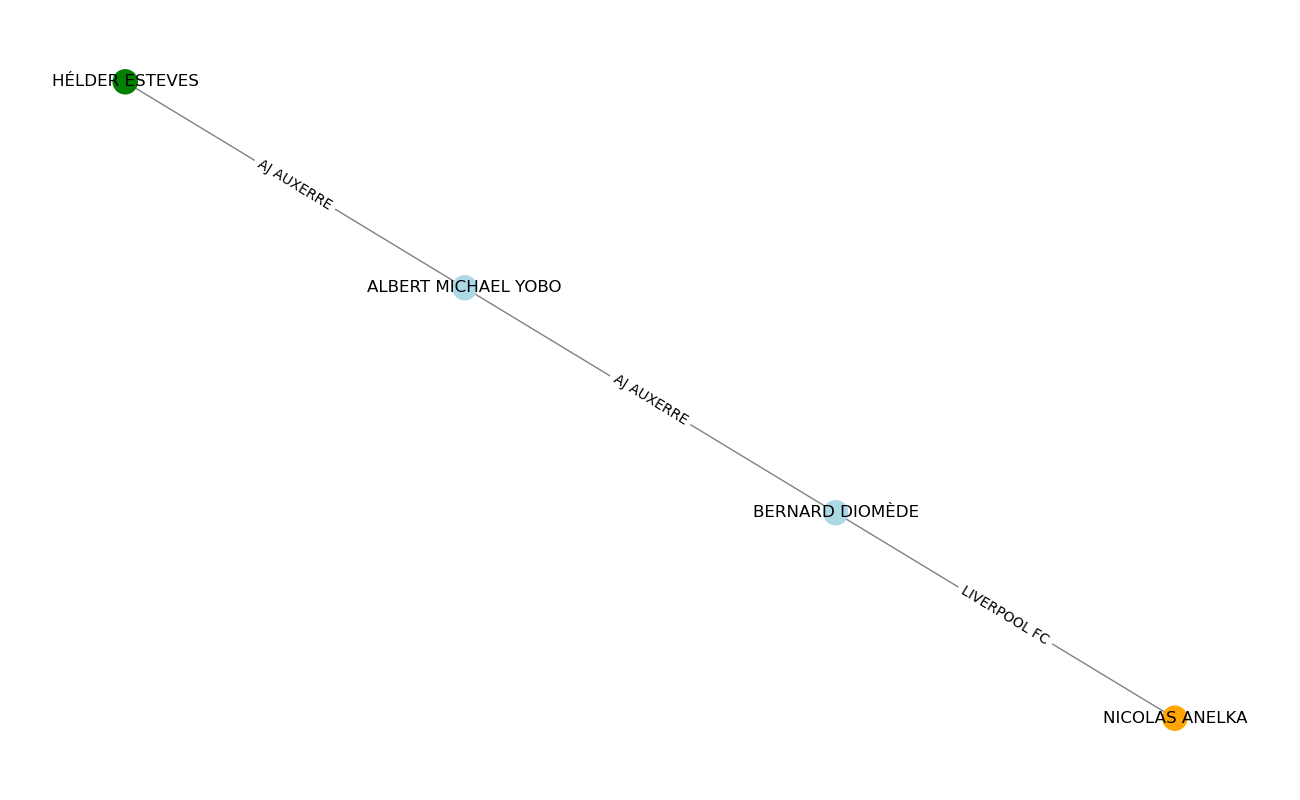 HÉLDER ESTEVES
AJ AUXERRE
ALBERT MICHAEL YOBO
AJ AUXERRE
BERNARD DIOMÈDE
LIVERPOOL FC
NICOLAS ANELKA